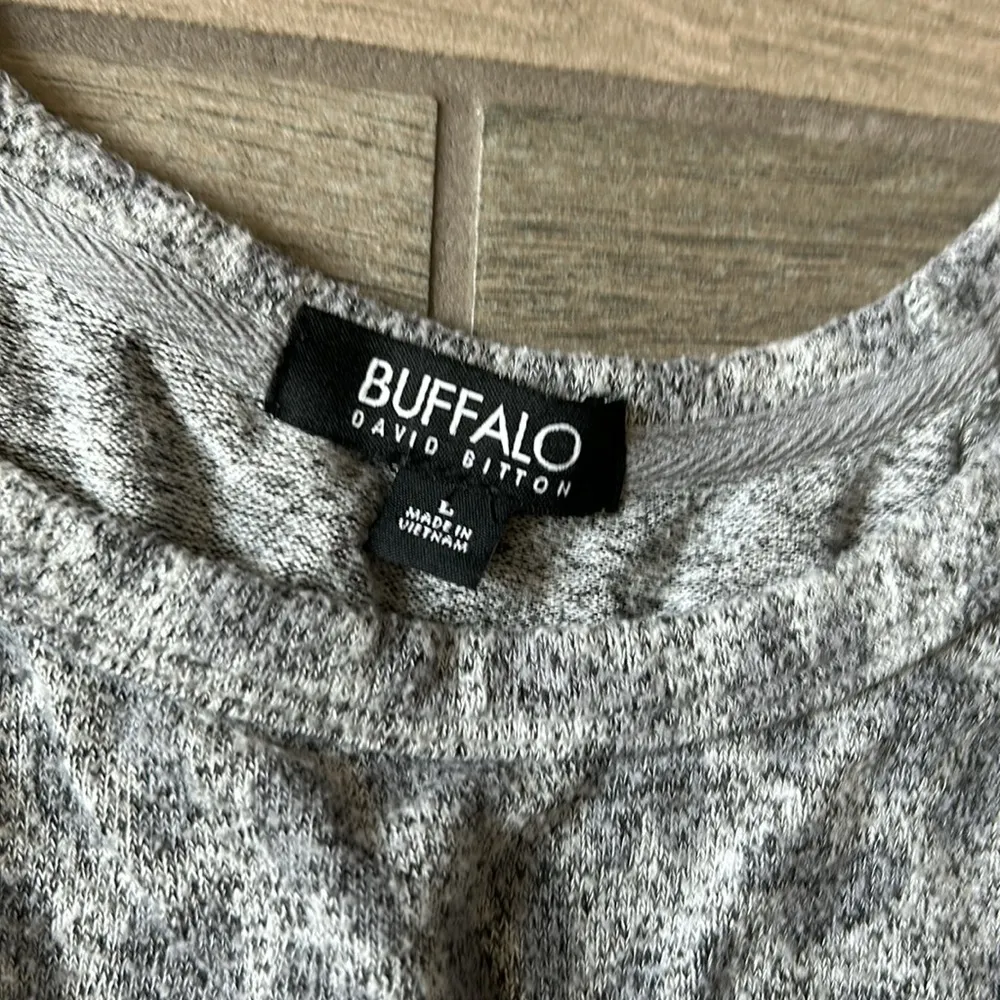 BUFFALO
DAVID BITTON
L
MADE IN
VIETNAM